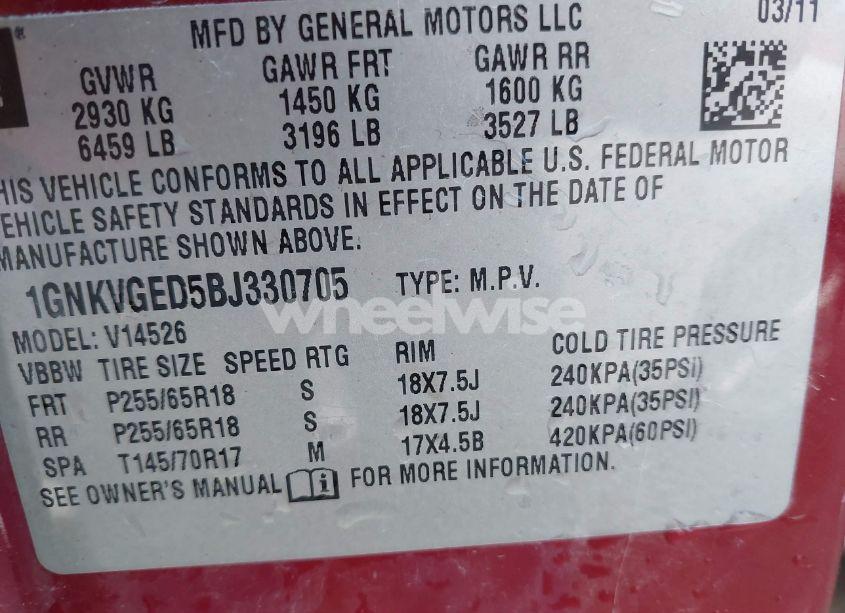 MFD BY GENERAL MOTORS LLC 03/11
GVWR GAWR FRT GAWR RR
2930 KG 1450 KG 1600 KG
6459 LB 3196 LB 3527 LB
HIS VEHICLE CONFORMS TO ALL APPLICABLE U.S. FEDERAL MOTOR
VEHICLE SAFETY STANDARDS IN EFFECT ON THE DATE OF
MANUFACTURE SHOWN ABOVE.
1GNKVGED5BJ330705 TYPE: M.P.V.
wheelwise
MODEL: V14526
VBBW TIRE SIZE SPEED RTG RIM COLD TIRE PRESSURE
FRT P255/65R18 S 18X7.5J 240KPA(35PSI)
RR P255/65R18 S 18X7.5J 240KPA(35PSI)
SPA T145/70R17 M 17X4.5B 420KPA(60PSI)
SEE OWNER'S MANUAL i FOR MORE INFORMATION.